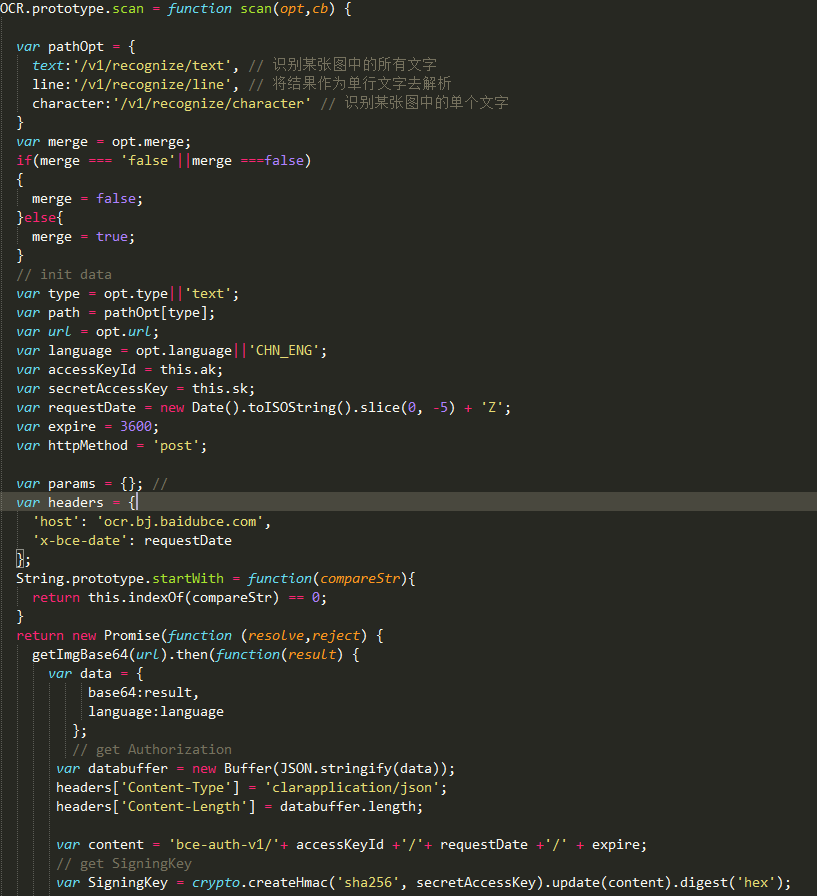 OCR.prototype.scan = function scan(opt,cb) {
var pathOpt = {
text:'/v1/recognize/text', // 识别某张图中的所有文字
line:'/v1/recognize/line', // 将结果作为单行文字去解析
character:'/v1/recognize/character' // 识别某张图中的单个文字
}
var merge = opt.merge;
if(merge === 'false'||merge ===false)
{
merge = false;
}else{
merge = true;
}
// init data
var type = opt.type||'text';
var path = pathOpt[type];
var url = opt.url;
var language = opt.language||'CHN_ENG';
var accessKeyId = this.ak;
var secretAccessKey = this.sk;
var requestDate = new Date().toISOString().slice(0, -5) + 'Z';
var expire = 3600;
var httpMethod = 'post';
var params = {}; //
var headers = {
'host': 'ocr.bj.baidubce.com',
'x-bce-date': requestDate
};
String.prototype.startWith = function(compareStr){
return this.indexOf(compareStr) == 0;
}
return new Promise(function (resolve,reject) {
getImgBase64(url).then(function(result) {
var data = {
base64:result,
language:language
};
// get Authorization
var databuffer = new Buffer(JSON.stringify(data));
headers['Content-Type'] = 'clarapplication/json';
headers['Content-Length'] = databuffer.length;
var content = 'bce-auth-v1/'+ accessKeyId +'/'+ requestDate +'/' + expire;
// get SigningKey
var SigningKey = crypto.createHmac('sha256', secretAccessKey).update(content).digest('hex');